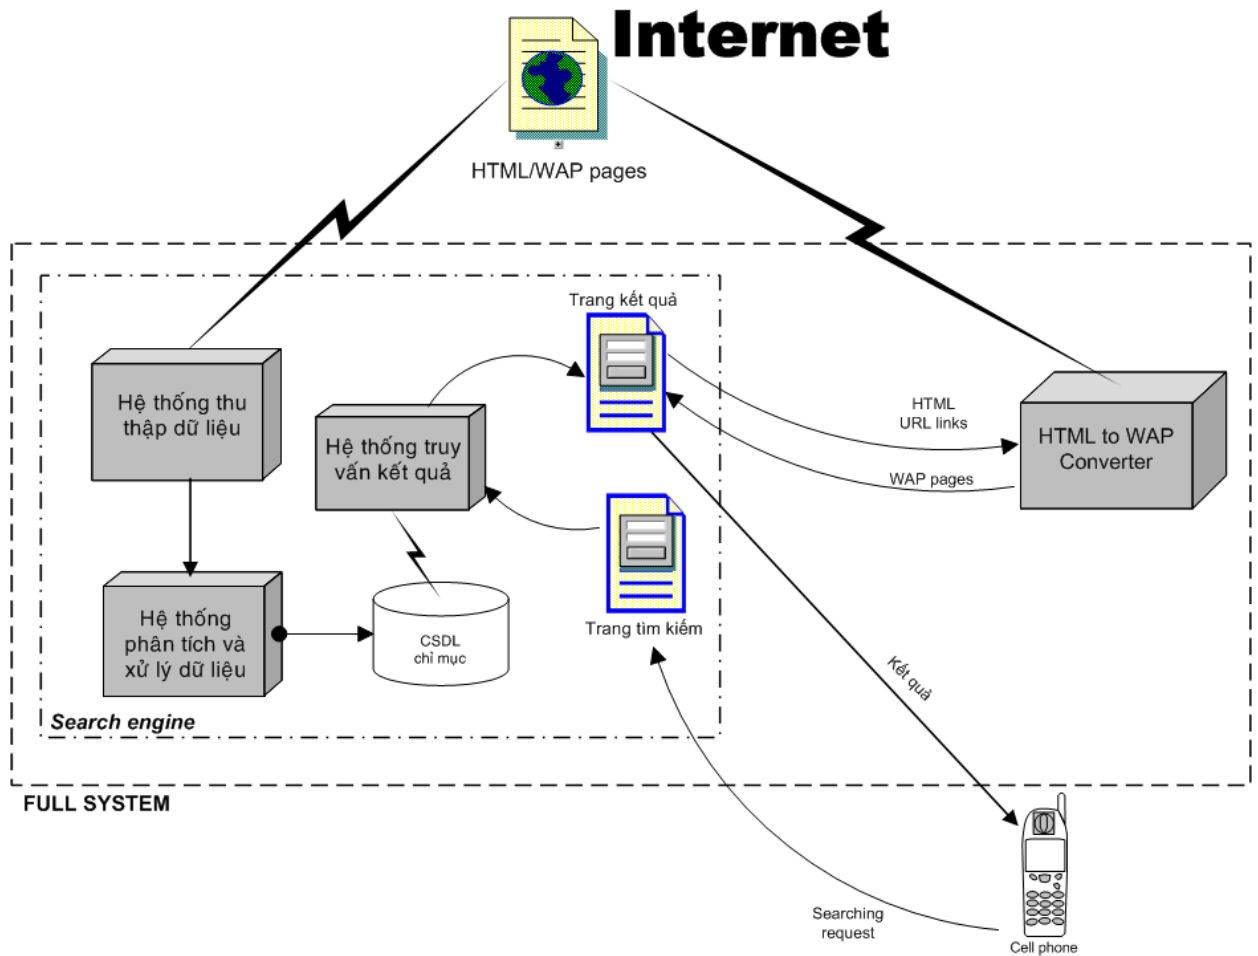 Internet
HTML/WAP pages
Trang kết quả
Hệ thống thu
thập dữ liệu
Hệ thống truy
vấn kết quả
HTML
URL links
HTML to WAP
Converter
WAP pages
Hệ thống
phân tích và
xử lý dữ liệu
CSDL
chỉ mục
Trang tìm kiếm
Kết quả
Search engine
FULL SYSTEM
Searching
request
Cell phone